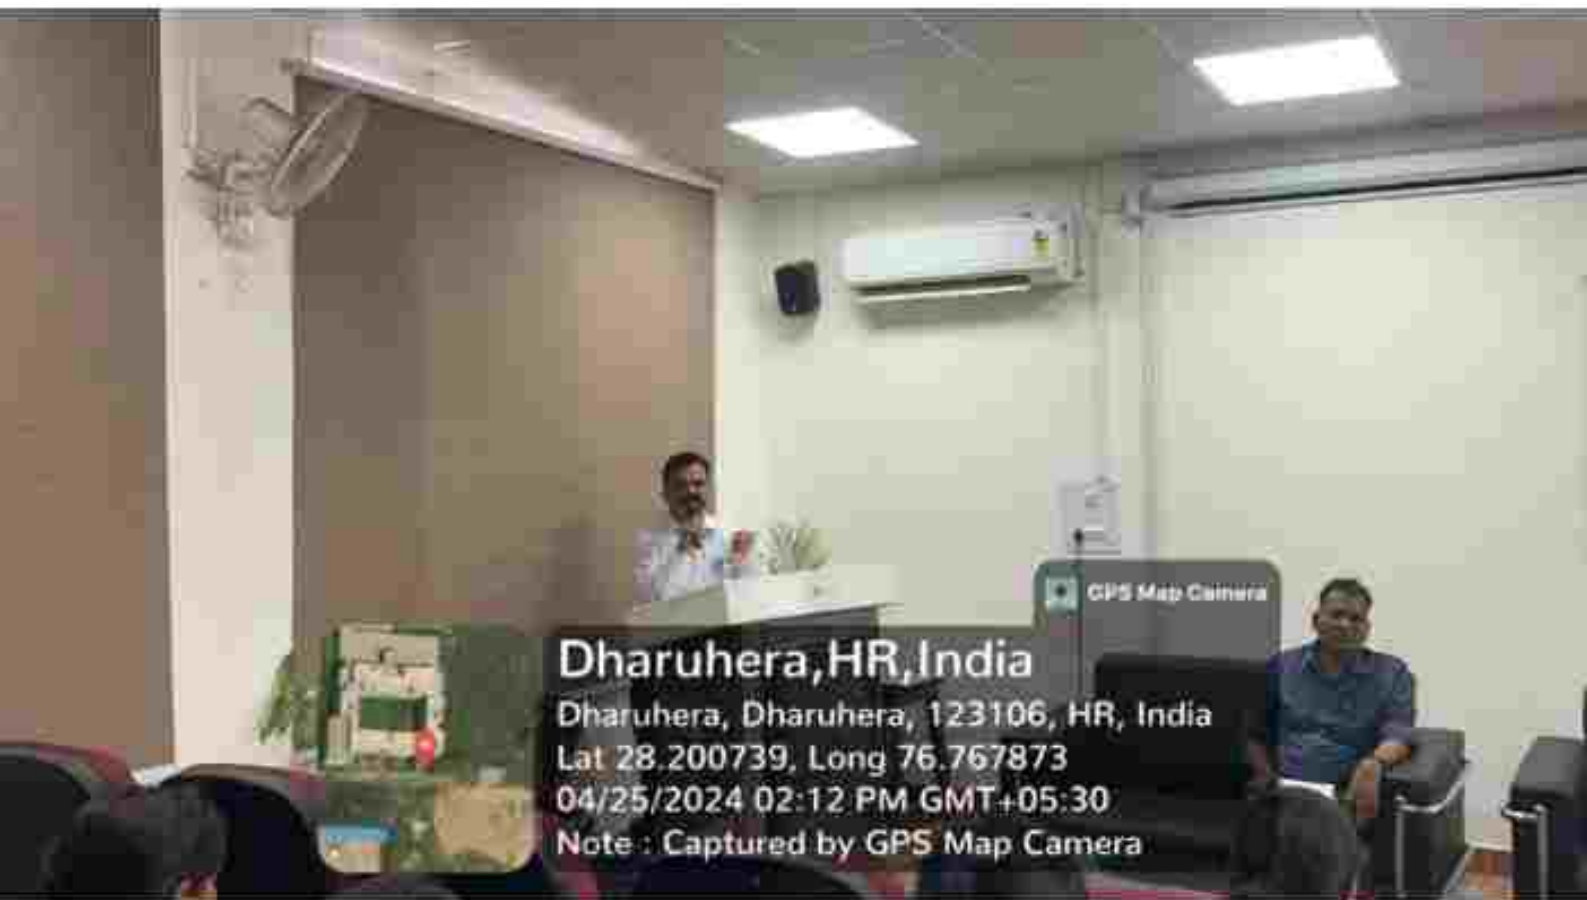 GPS Map Camera
Dharuhera,HR,India
Dharuhera, Dharuhera, 123106, HR, India
Lat 28.200739, Long 76.767873
04/25/2024 02:12 PM GMT+05:30
Note : Captured by GPS Map Camera